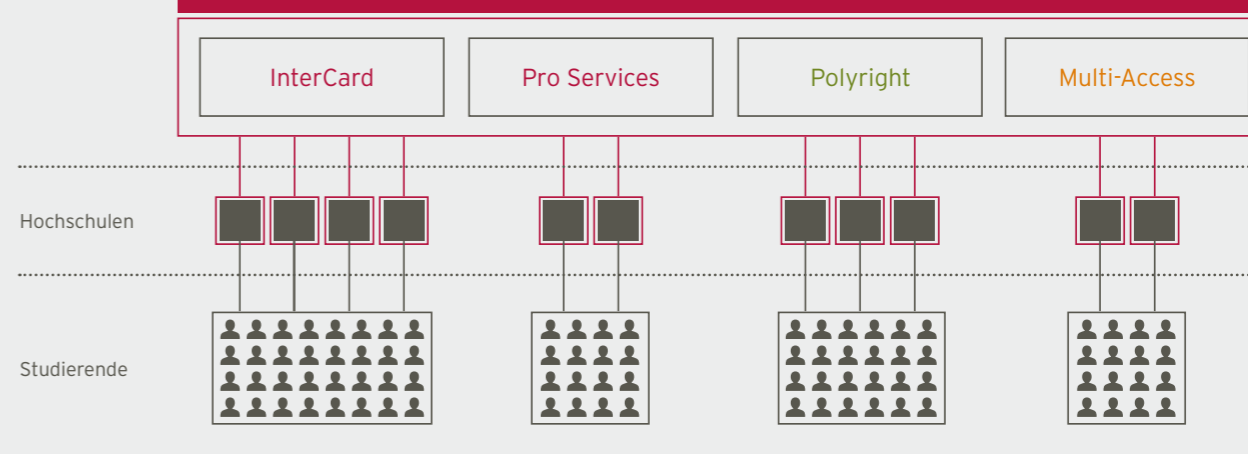 InterCard
Pro Services
Polyright
Multi-Access
Hochschulen
Studierende